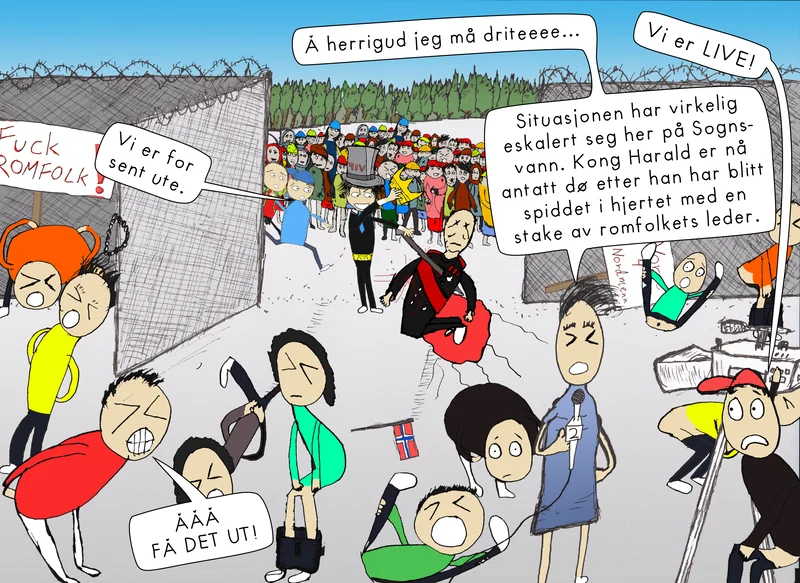 Å herrigud jeg må driteeee...
Vi er LIVE!
Situasjonen har virkelig
eskalert seg her på Sogns-
vann. Kong Harald er nå
antatt dø etter han har blitt
spiddet i hjertet med en
stake av romfolkets leder.
Fuck
ROMFOLK!
Vi er for
sent ute.
Nordmenn
2
ÅÅÅ
FÅ DET UT!